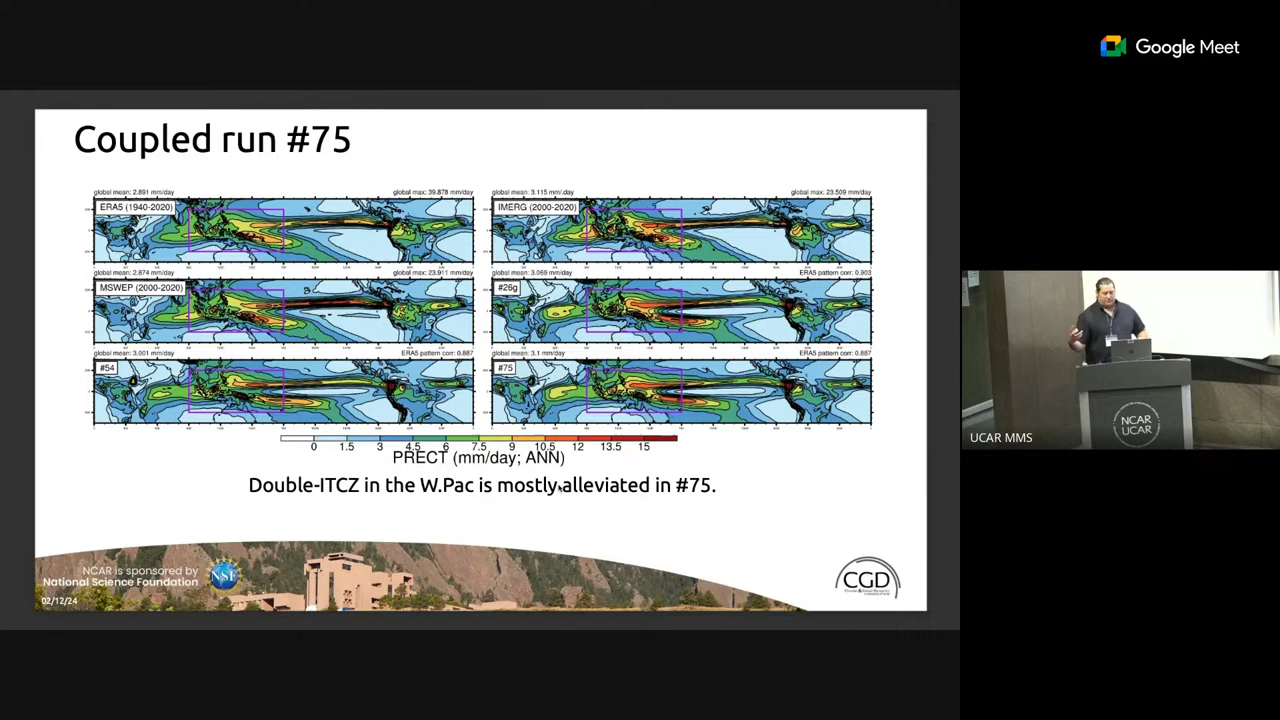 Google Meet
Coupled run #75
global mean: 2.891 mm/day
global max: 39.878 mm/day
global mean: 3.115 mm/day
global max: 23.509 mm/day
ERA5 (1940-2020)
IMERG (2000-2020)
global mean: 2.874 mm/day
global max: 23.911 mm/day
global mean: 3.069 mm/day
ERA5 pattern corr: 0.903
MSWEP (2000-2020)
#26g
global mean: 3.001 mm/day
ERA5 pattern corr: 0.887
global mean: 3.1 mm/day
ERA5 pattern corr: 0.887
#54
#75
0 1.5 3 4.5 6 7.5 9 10.5 12 13.5 15
PRECT (mm/day; ANN)
Double-ITCZ in the W.Pac is mostly alleviated in #75.
NCAR is sponsored by
National Science Foundation
NSF
02/12/24
CGD
NCAR
UCAR
UCAR MMS